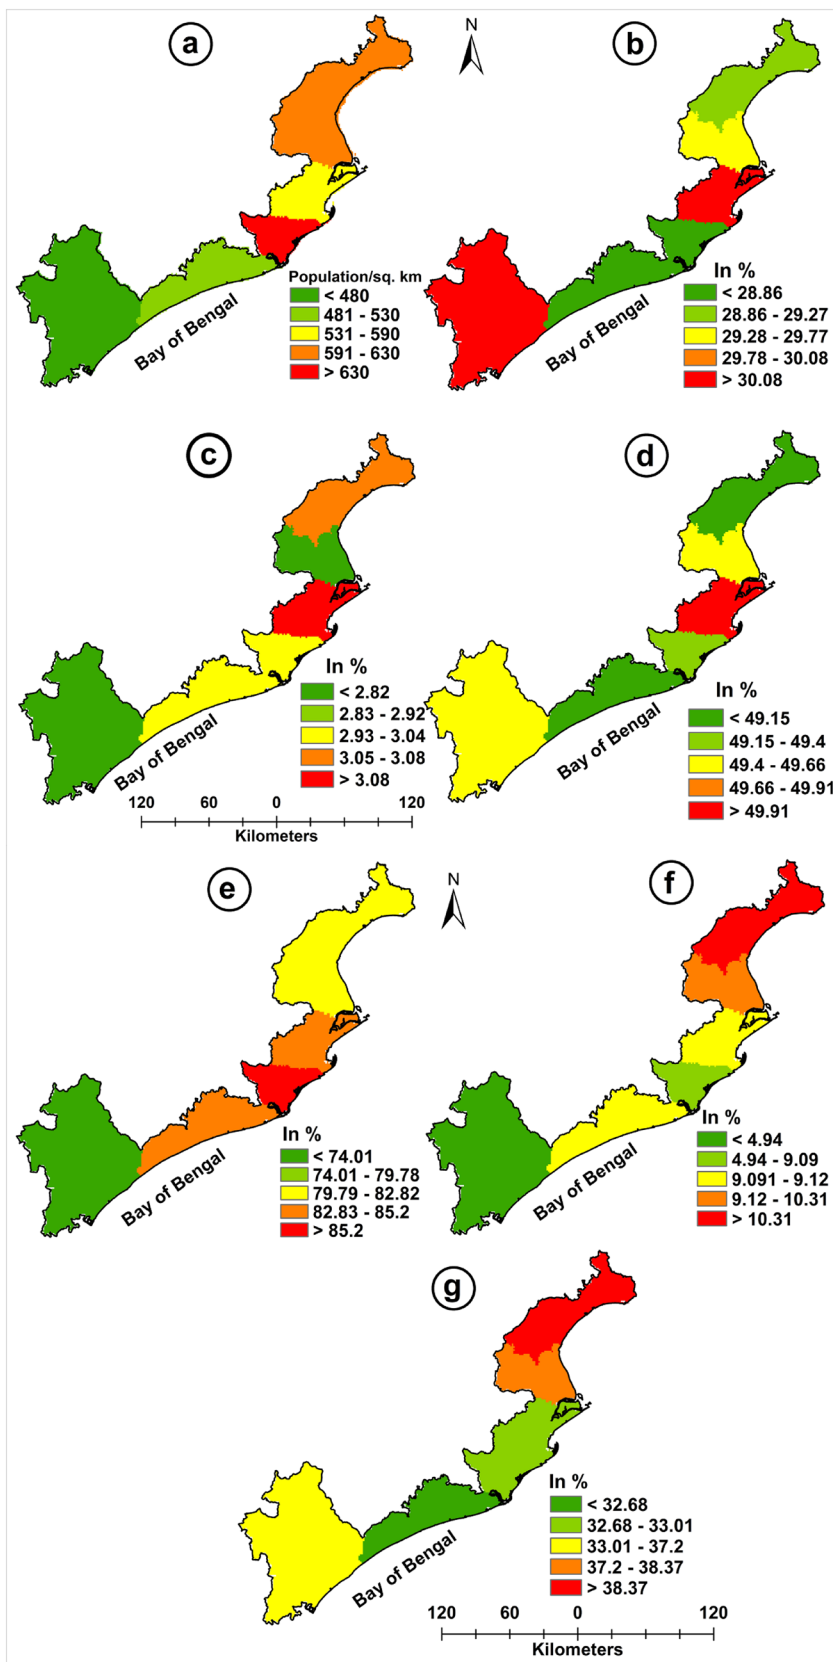 a
N
b
Population/sq. km
< 480
481 - 530
531 - 590
591 - 630
> 630
Bay of Bengal
In %
< 28.86
28.86 - 29.27
29.28 - 29.77
29.78 - 30.08
> 30.08
Bay of Bengal
c
d
In %
< 2.82
2.83 - 2.92
2.93 - 3.04
3.05 - 3.08
> 3.08
Bay of Bengal
120 60 0 120
Kilometers
In %
< 49.15
49.15 - 49.4
49.4 - 49.66
49.66 - 49.91
> 49.91
Bay of Bengal
e
N
f
In %
< 74.01
74.01 - 79.78
79.79 - 82.82
82.83 - 85.2
> 85.2
Bay of Bengal
In %
< 4.94
4.94 - 9.09
9.091 - 9.12
9.12 - 10.31
> 10.31
Bay of Bengal
g
In %
< 32.68
32.68 - 33.01
33.01 - 37.2
37.2 - 38.37
> 38.37
Bay of Bengal
120 60 0 120
Kilometers